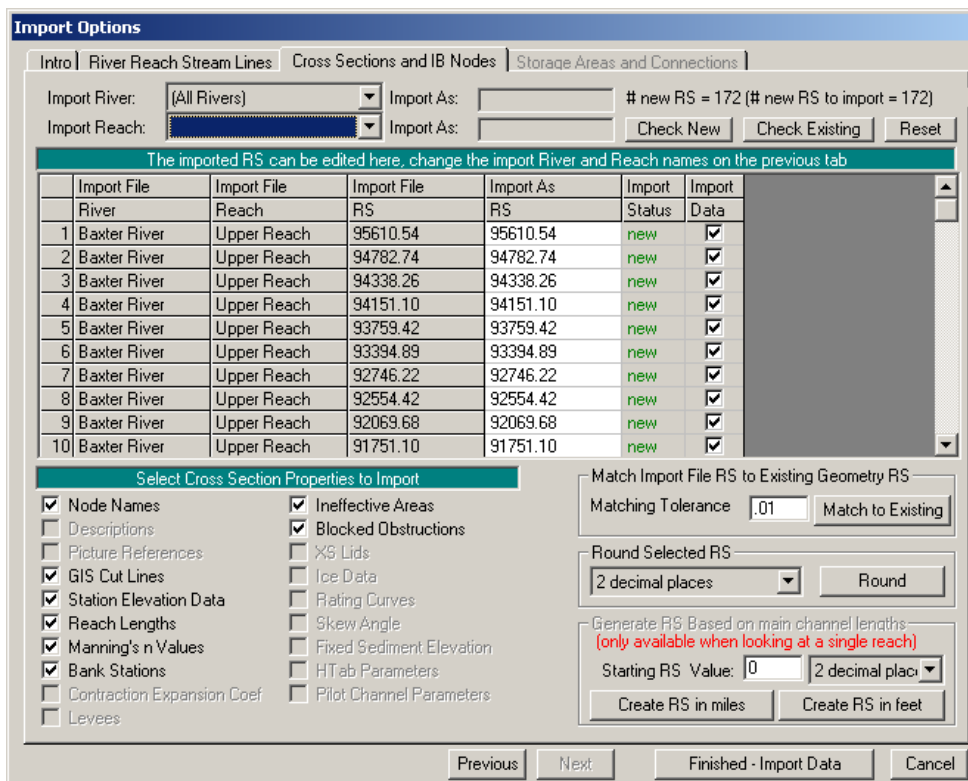 Import Options
Intro River Reach Stream Lines Cross Sections and IB Nodes Storage Areas and Connections
Import River: (All Rivers) Import As: # new RS = 172 (# new RS to import = 172)
Import Reach: Import As: Check New Check Existing Reset
The imported RS can be edited here, change the import River and Reach names on the previous tab
Import File Import File Import File Import As Import Import
River Reach RS RS Status Data
1 Baxter River Upper Reach 95610.54 95610.54 new
2 Baxter River Upper Reach 94782.74 94782.74 new
3 Baxter River Upper Reach 94338.26 94338.26 new
4 Baxter River Upper Reach 94151.10 94151.10 new
5 Baxter River Upper Reach 93759.42 93759.42 new
6 Baxter River Upper Reach 93394.89 93394.89 new
7 Baxter River Upper Reach 92746.22 92746.22 new
8 Baxter River Upper Reach 92554.42 92554.42 new
9 Baxter River Upper Reach 92069.68 92069.68 new
10 Baxter River Upper Reach 91751.10 91751.10 new
Select Cross Section Properties to Import
Node Names
Descriptions
Picture References
GIS Cut Lines
Station Elevation Data
Reach Lengths
Manning's n Values
Bank Stations
Contraction Expansion Coef
Levees
Ineffective Areas
Blocked Obstructions
XS Lids
Ice Data
Rating Curves
Skew Angle
Fixed Sediment Elevation
HTab Parameters
Pilot Channel Parameters
Match Import File RS to Existing Geometry RS
Matching Tolerance .01 Match to Existing
Round Selected RS
2 decimal places Round
Generate RS Based on main channel lengths
(only available when looking at a single reach)
Starting RS Value: 0 2 decimal plac
Create RS in miles Create RS in feet
Previous Next Finished - Import Data Cancel